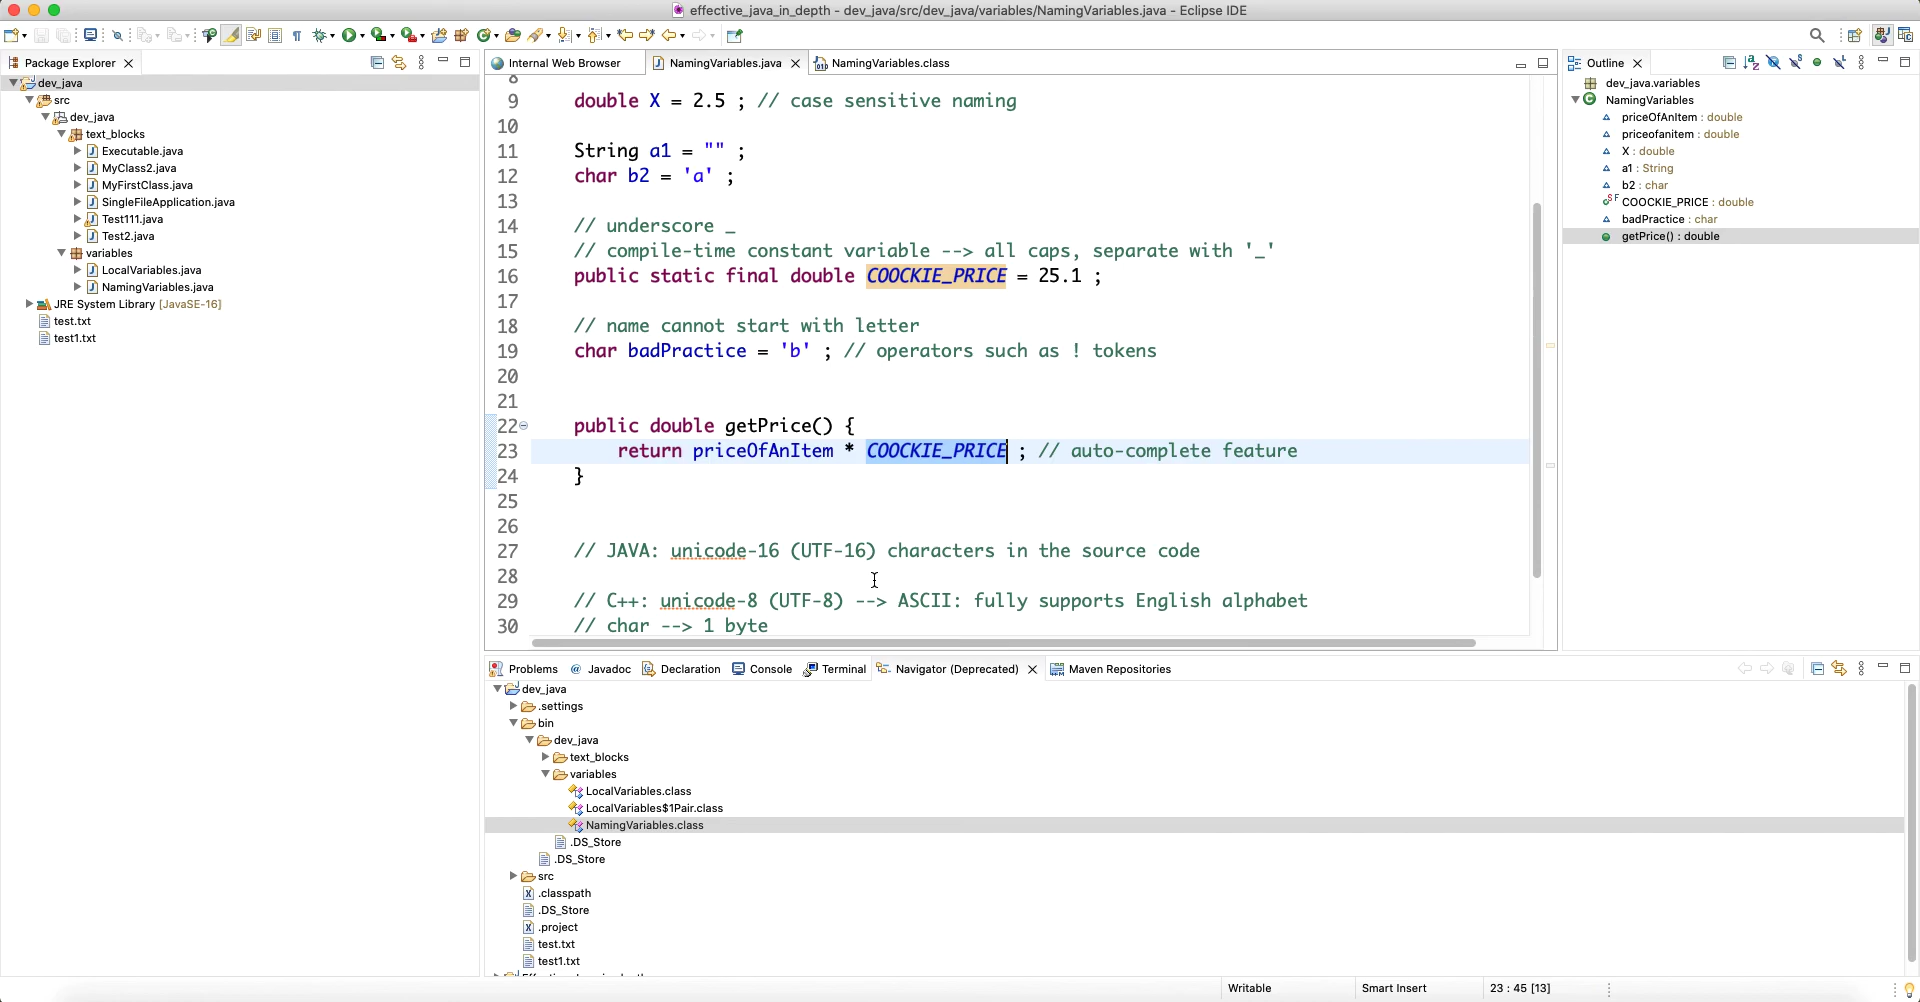 effective_java_in_depth - dev_java/src/dev_java/variables/NamingVariables.java - Eclipse IDE
Package Explorer
dev_java
src
dev_java
text_blocks
Executable.java
MyClass2.java
MyFirstClass.java
SingleFileApplication.java
Test111.java
Test2.java
variables
LocalVariables.java
NamingVariables.java
JRE System Library [JavaSE-16]
test.txt
test1.txt
Internal Web Browser NamingVariables.java NamingVariables.class
8
9 double X = 2.5 ; // case sensitive naming
10
11 String a1 = "" ;
12 char b2 = 'a' ;
13
14 // underscore _
15 // compile-time constant variable --> all caps, separate with '_'
16 public static final double COOCKIE_PRICE = 25.1 ;
17
18 // name cannot start with letter
19 char badPractice = 'b' ; // operators such as ! tokens
20
21
22 public double getPrice() {
23 return priceOfAnItem * COOCKIE_PRICE ; // auto-complete feature
24 }
25
26
27 // JAVA: unicode-16 (UTF-16) characters in the source code
28
29 // C++: unicode-8 (UTF-8) --> ASCII: fully supports English alphabet
30 // char --> 1 byte
Outline
dev_java.variables
NamingVariables
priceOfAnItem : double
priceofanitem : double
X : double
a1 : String
b2 : char
COOCKIE_PRICE : double
badPractice : char
getPrice() : double
Problems @ Javadoc Declaration Console Terminal Navigator (Deprecated) Maven Repositories
dev_java
.settings
bin
dev_java
text_blocks
variables
LocalVariables.class
LocalVariables$1Pair.class
NamingVariables.class
.DS_Store
.DS_Store
src
.classpath
.DS_Store
.project
test.txt
test1.txt
Writable Smart Insert 23 : 45 [13]